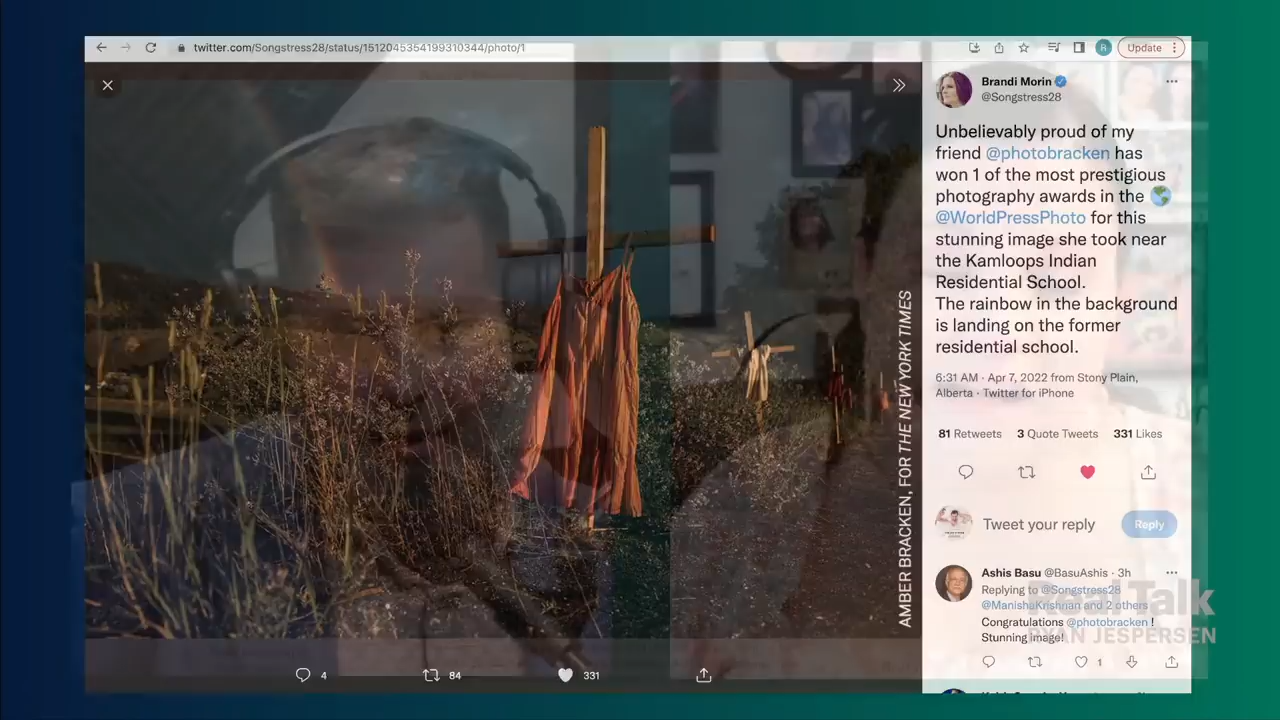 twitter.com/Songstress28/status/1512045354199310344/photo/1
Update
Brandi Morin
@Songstress28
Unbelievably proud of my
friend @photobracken has
won 1 of the most prestigious
photography awards in the 🌎
@WorldPressPhoto for this
stunning image she took near
the Kamloops Indian
Residential School.
The rainbow in the background
is landing on the former
residential school.
6:31 AM · Apr 7, 2022 from Stony Plain,
Alberta · Twitter for iPhone
81 Retweets 3 Quote Tweets 331 Likes
Tweet your reply Reply
Ashis Basu @BasuAshis · 3h
Replying to @Songstress28
@ManishaKrishnan and 2 others
Congratulations @photobracken !
Stunning image!
1
AMBER BRACKEN, FOR THE NEW YORK TIMES
4 84 331
Real Talk
RYAN JESPERSEN